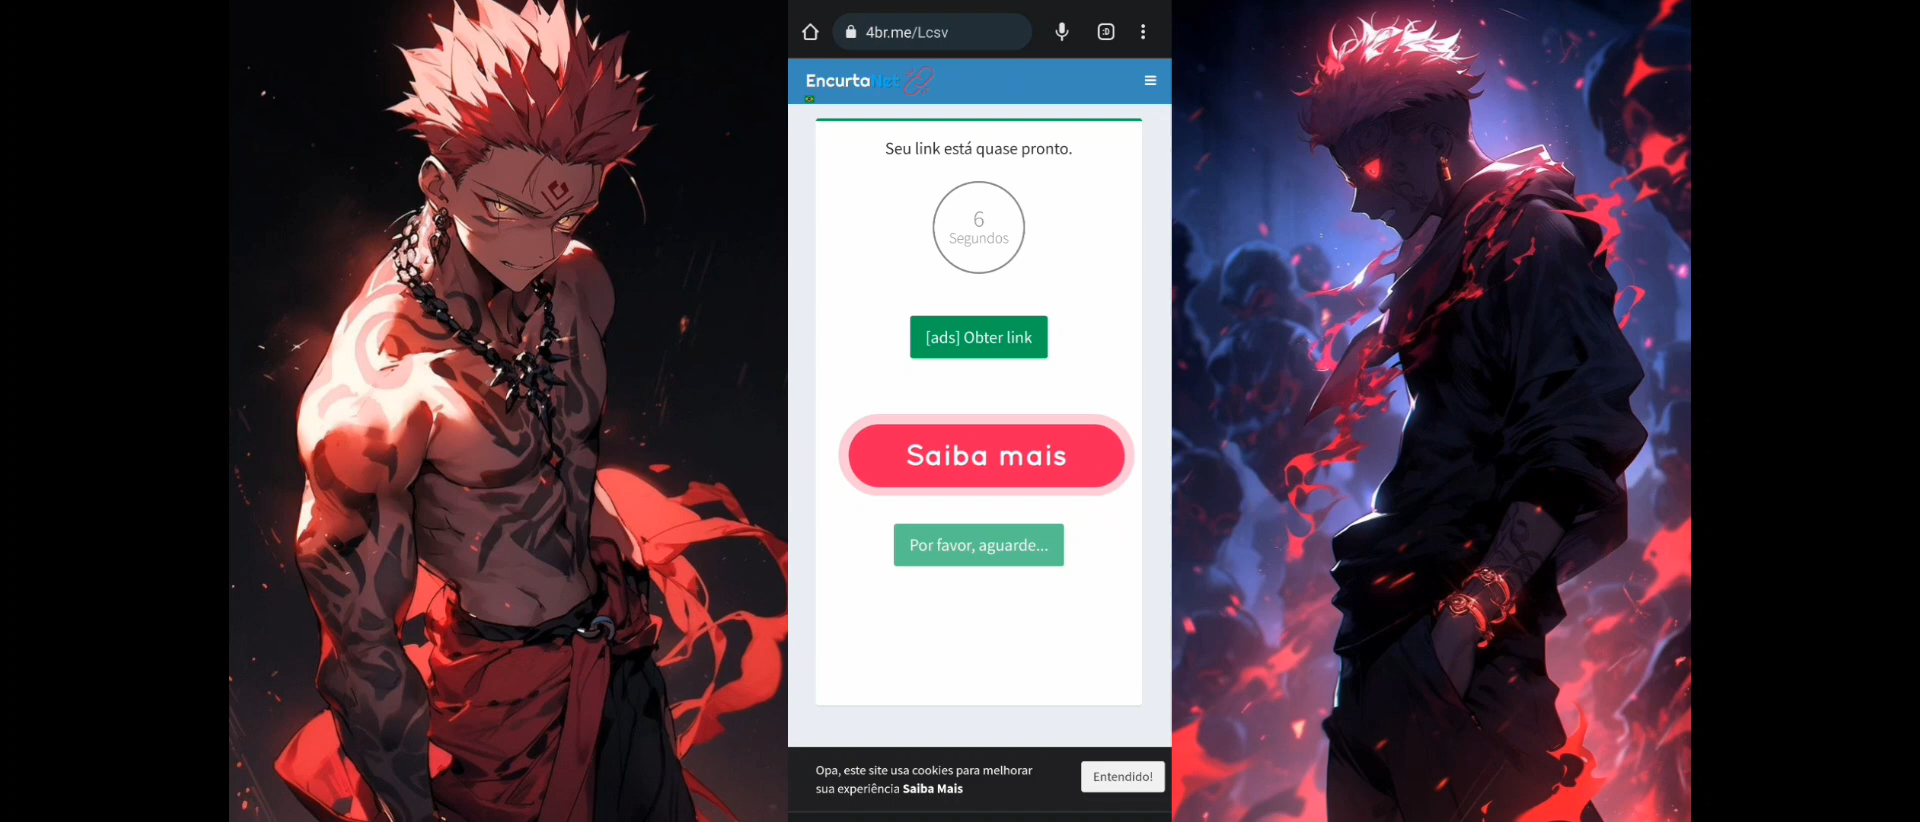 4br.me/Lcsv
:D
EncurtaNet
Seu link está quase pronto.
6
Segundos
[ads] Obter link
Saiba mais
Por favor, aguarde...
Opa, este site usa cookies para melhorar
sua experiência Saiba Mais
Entendido!